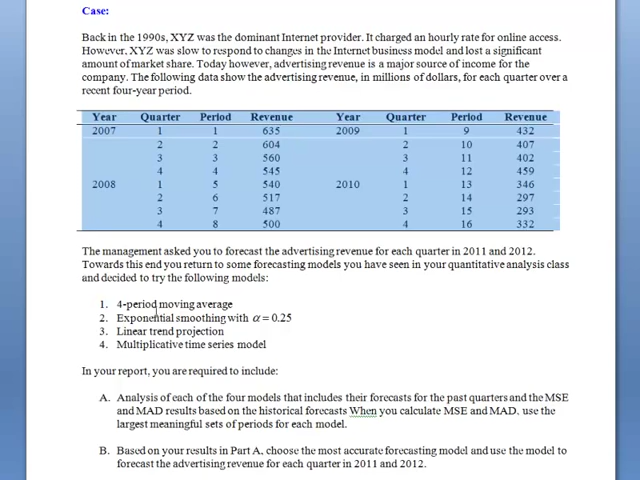 Case:
Back in the 1990s, XYZ was the dominant Internet provider. It charged an hourly rate for online access.
However, XYZ was slow to respond to changes in the Internet business model and lost a significant
amount of market share. Today however, advertising revenue is a major source of income for the
company. The following data show the advertising revenue, in millions of dollars, for each quarter over a
recent four-year period.
Year Quarter Period Revenue Year Quarter Period Revenue
2007 1 1 635 2009 1 9 432
2 2 604 2 10 407
3 3 560 3 11 402
4 4 545 4 12 459
2008 1 5 540 2010 1 13 346
2 6 517 2 14 297
3 7 487 3 15 293
4 8 500 4 16 332
The management asked you to forecast the advertising revenue for each quarter in 2011 and 2012.
Towards this end you return to some forecasting models you have seen in your quantitative analysis class
and decided to try the following models:
1. 4-period moving average
2. Exponential smoothing with α = 0.25
3. Linear trend projection
4. Multiplicative time series model
In your report, you are required to include:
A. Analysis of each of the four models that includes their forecasts for the past quarters and the MSE
and MAD results based on the historical forecasts When you calculate MSE and MAD, use the
largest meaningful sets of periods for each model.
B. Based on your results in Part A, choose the most accurate forecasting model and use the model to
forecast the advertising revenue for each quarter in 2011 and 2012.